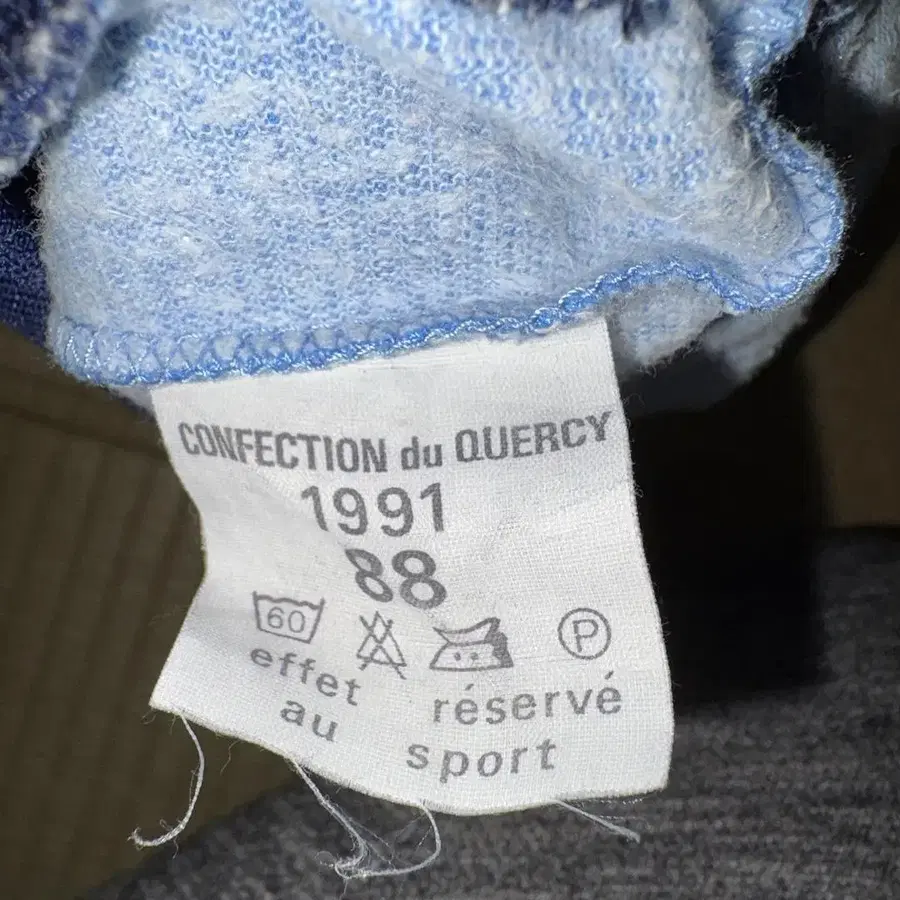 CONFECTION du QUERCY
1991
88
60 P
effet réservé
au sport